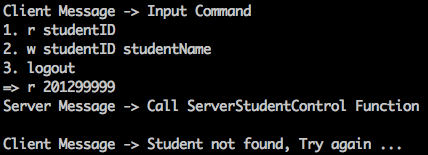 Client Message -> Input Command
1. r studentID
2. w studentID studentName
3. logout
=> r 201299999
Server Message -> Call ServerStudentControl Function
Client Message -> Student not found, Try again ...